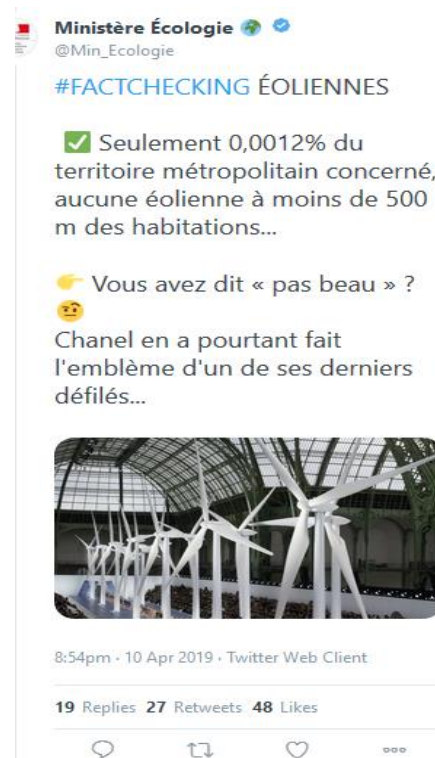 Ministère Écologie
@Min_Ecologie
#FACTCHECKING ÉOLIENNES
Seulement 0,0012% du
territoire métropolitain concerné,
aucune éolienne à moins de 500
m des habitations...
Vous avez dit « pas beau » ?
Chanel en a pourtant fait
l'emblème d'un de ses derniers
défilés...
8:54pm · 10 Apr 2019 · Twitter Web Client
19 Replies 27 Retweets 48 Likes